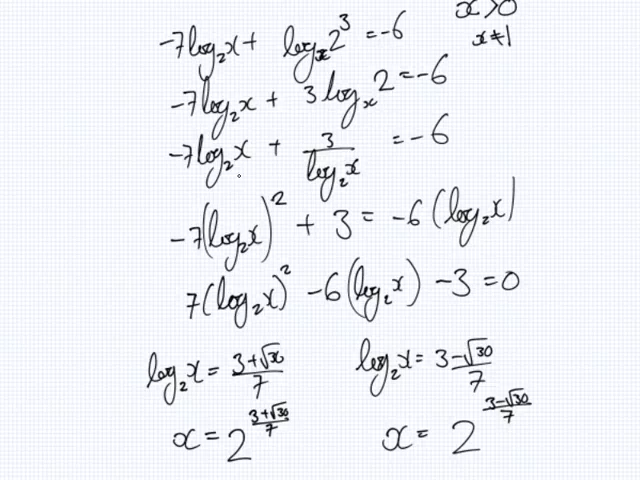 -7log₂x + logₓ2³ = -6 x>0
x≠1
-7log₂x + 3logₓ2 = -6
-7log₂x + 3/log₂x = -6
-7(log₂x)² + 3 = -6(log₂x)
7(log₂x)² -6(log₂x) -3 = 0
log₂x = (3+√30)/7 log₂x = (3-√30)/7
x = 2^((3+√30)/7) x = 2^((3-√30)/7)